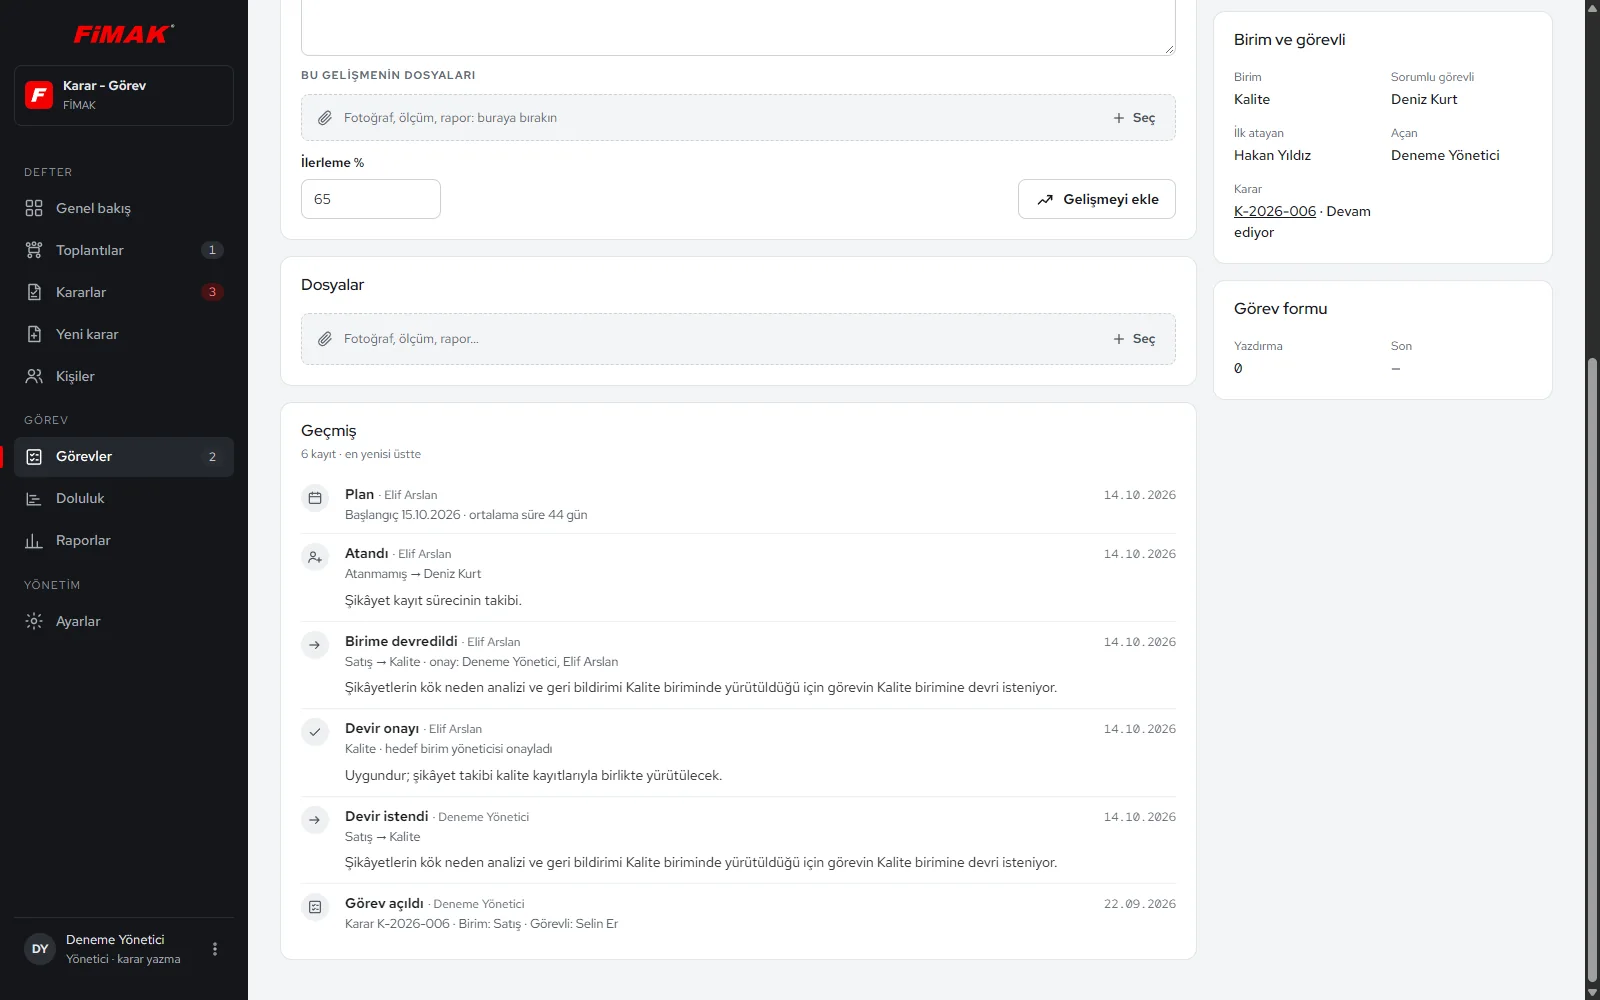 FiMAK
Karar - Görev
FİMAK
DEFTER
Genel bakış
Toplantılar 1
Kararlar 3
Yeni karar
Kişiler
GÖREV
Görevler 2
Doluluk
Raporlar
YÖNETİM
Ayarlar
DY
Deneme Yönetici
Yönetici · karar yazma
BU GELİŞMENİN DOSYALARI
Fotoğraf, ölçüm, rapor: buraya bırakın
+ Seç
İlerleme %
65
Gelişmeyi ekle
Dosyalar
Fotoğraf, ölçüm, rapor...
+ Seç
Geçmiş
6 kayıt · en yenisi üstte
Plan · Elif Arslan 14.10.2026
Başlangıç 15.10.2026 · ortalama süre 44 gün
Atandı · Elif Arslan 14.10.2026
Atanmamış → Deniz Kurt
Şikâyet kayıt sürecinin takibi.
Birime devredildi · Elif Arslan 14.10.2026
Satış → Kalite · onay: Deneme Yönetici, Elif Arslan
Şikâyetlerin kök neden analizi ve geri bildirimi Kalite biriminde yürütüldüğü için görevin Kalite birimine devri isteniyor.
Devir onayı · Elif Arslan 14.10.2026
Kalite · hedef birim yöneticisi onayladı
Uygundur; şikâyet takibi kalite kayıtlarıyla birlikte yürütülecek.
Devir istendi · Deneme Yönetici 14.10.2026
Satış → Kalite
Şikâyetlerin kök neden analizi ve geri bildirimi Kalite biriminde yürütüldüğü için görevin Kalite birimine devri isteniyor.
Görev açıldı · Deneme Yönetici 22.09.2026
Karar K-2026-006 · Birim: Satış · Görevli: Selin Er
Birim ve görevli
Birim Sorumlu görevli
Kalite Deniz Kurt
İlk atayan Açan
Hakan Yıldız Deneme Yönetici
Karar
K-2026-006 · Devam
ediyor
Görev formu
Yazdırma Son
0 –